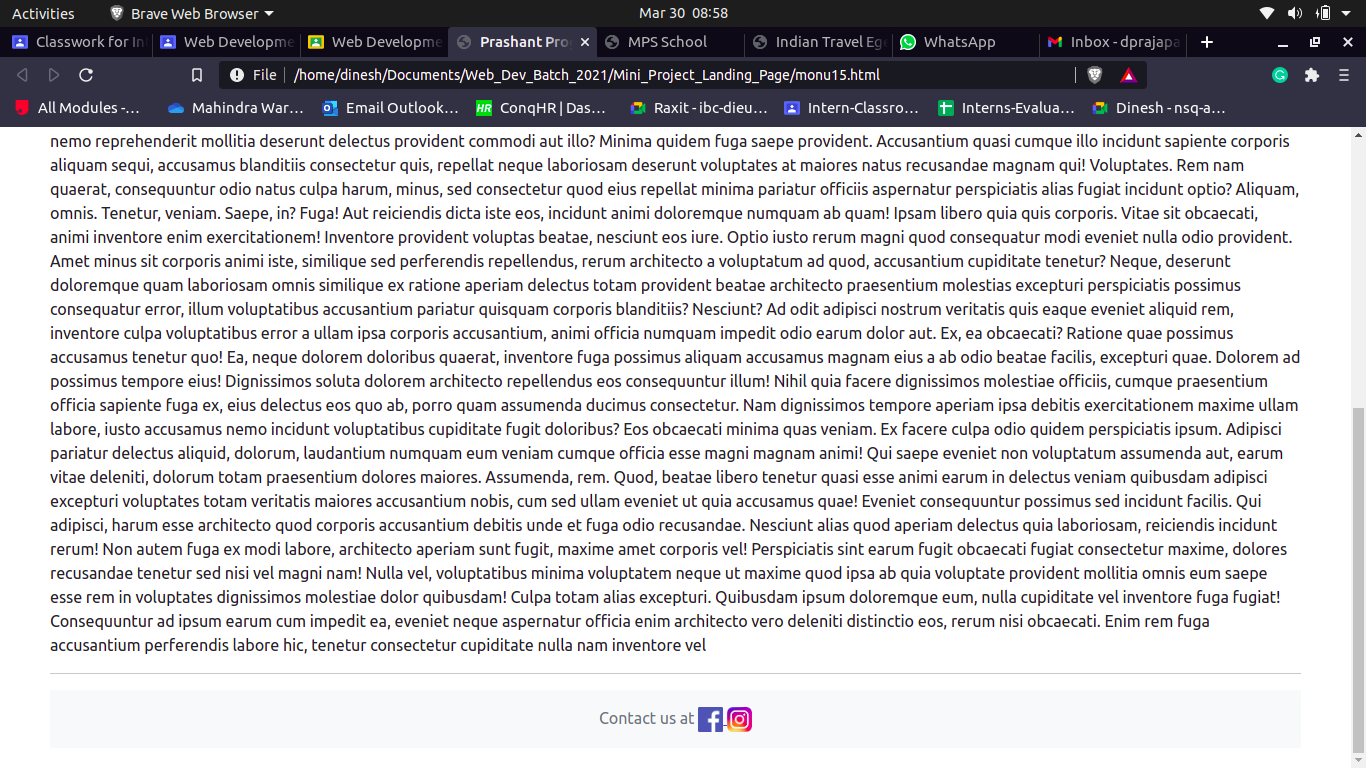 Activities Brave Web Browser Mar 30 08:58
Classwork for In Web Developme Web Developme Prashant Pro MPS School Indian Travel Eg WhatsApp Inbox - dprajapa
File /home/dinesh/Documents/Web_Dev_Batch_2021/Mini_Project_Landing_Page/monu15.html
All Modules -... Mahindra War... Email Outlook... HR ConqHR | Das... Raxit - ibc-dieu... Intern-Classro... Interns-Evalua... Dinesh - nsq-a...
nemo reprehenderit mollitia deserunt delectus provident commodi aut illo? Minima quidem fuga saepe provident. Accusantium quasi cumque illo incidunt sapiente corporis
aliquam sequi, accusamus blanditiis consectetur quis, repellat neque laboriosam deserunt voluptates at maiores natus recusandae magnam qui! Voluptates. Rem nam
quaerat, consequuntur odio natus culpa harum, minus, sed consectetur quod eius repellat minima pariatur officiis aspernatur perspiciatis alias fugiat incidunt optio? Aliquam,
omnis. Tenetur, veniam. Saepe, in? Fuga! Aut reiciendis dicta iste eos, incidunt animi doloremque numquam ab quam! Ipsam libero quia quis corporis. Vitae sit obcaecati,
animi inventore enim exercitationem! Inventore provident voluptas beatae, nesciunt eos iure. Optio iusto rerum magni quod consequatur modi eveniet nulla odio provident.
Amet minus sit corporis animi iste, similique sed perferendis repellendus, rerum architecto a voluptatum ad quod, accusantium cupiditate tenetur? Neque, deserunt
doloremque quam laboriosam omnis similique ex ratione aperiam delectus totam provident beatae architecto praesentium molestias excepturi perspiciatis possimus
consequatur error, illum voluptatibus accusantium pariatur quisquam corporis blanditiis? Nesciunt? Ad odit adipisci nostrum veritatis quis eaque eveniet aliquid rem,
inventore culpa voluptatibus error a ullam ipsa corporis accusantium, animi officia numquam impedit odio earum dolor aut. Ex, ea obcaecati? Ratione quae possimus
accusamus tenetur quo! Ea, neque dolorem doloribus quaerat, inventore fuga possimus aliquam accusamus magnam eius a ab odio beatae facilis, excepturi quae. Dolorem ad
possimus tempore eius! Dignissimos soluta dolorem architecto repellendus eos consequuntur illum! Nihil quia facere dignissimos molestiae officiis, cumque praesentium
officia sapiente fuga ex, eius delectus eos quo ab, porro quam assumenda ducimus consectetur. Nam dignissimos tempore aperiam ipsa debitis exercitationem maxime ullam
labore, iusto accusamus nemo incidunt voluptatibus cupiditate fugit doloribus? Eos obcaecati minima quas veniam. Ex facere culpa odio quidem perspiciatis ipsum. Adipisci
pariatur delectus aliquid, dolorum, laudantium numquam eum veniam cumque officia esse magni magnam animi! Qui saepe eveniet non voluptatum assumenda aut, earum
vitae deleniti, dolorum totam praesentium dolores maiores. Assumenda, rem. Quod, beatae libero tenetur quasi esse animi earum in delectus veniam quibusdam adipisci
excepturi voluptates totam veritatis maiores accusantium nobis, cum sed ullam eveniet ut quia accusamus quae! Eveniet consequuntur possimus sed incidunt facilis. Qui
adipisci, harum esse architecto quod corporis accusantium debitis unde et fuga odio recusandae. Nesciunt alias quod aperiam delectus quia laboriosam, reiciendis incidunt
rerum! Non autem fuga ex modi labore, architecto aperiam sunt fugit, maxime amet corporis vel! Perspiciatis sint earum fugit obcaecati fugiat consectetur maxime, dolores
recusandae tenetur sed nisi vel magni nam! Nulla vel, voluptatibus minima voluptatem neque ut maxime quod ipsa ab quia voluptate provident mollitia omnis eum saepe
esse rem in voluptates dignissimos molestiae dolor quibusdam! Culpa totam alias excepturi. Quibusdam ipsum doloremque eum, nulla cupiditate vel inventore fuga fugiat!
Consequuntur ad ipsum earum cum impedit ea, eveniet neque aspernatur officia enim architecto vero deleniti distinctio eos, rerum nisi obcaecati. Enim rem fuga
accusantium perferendis labore hic, tenetur consectetur cupiditate nulla nam inventore vel
Contact us at